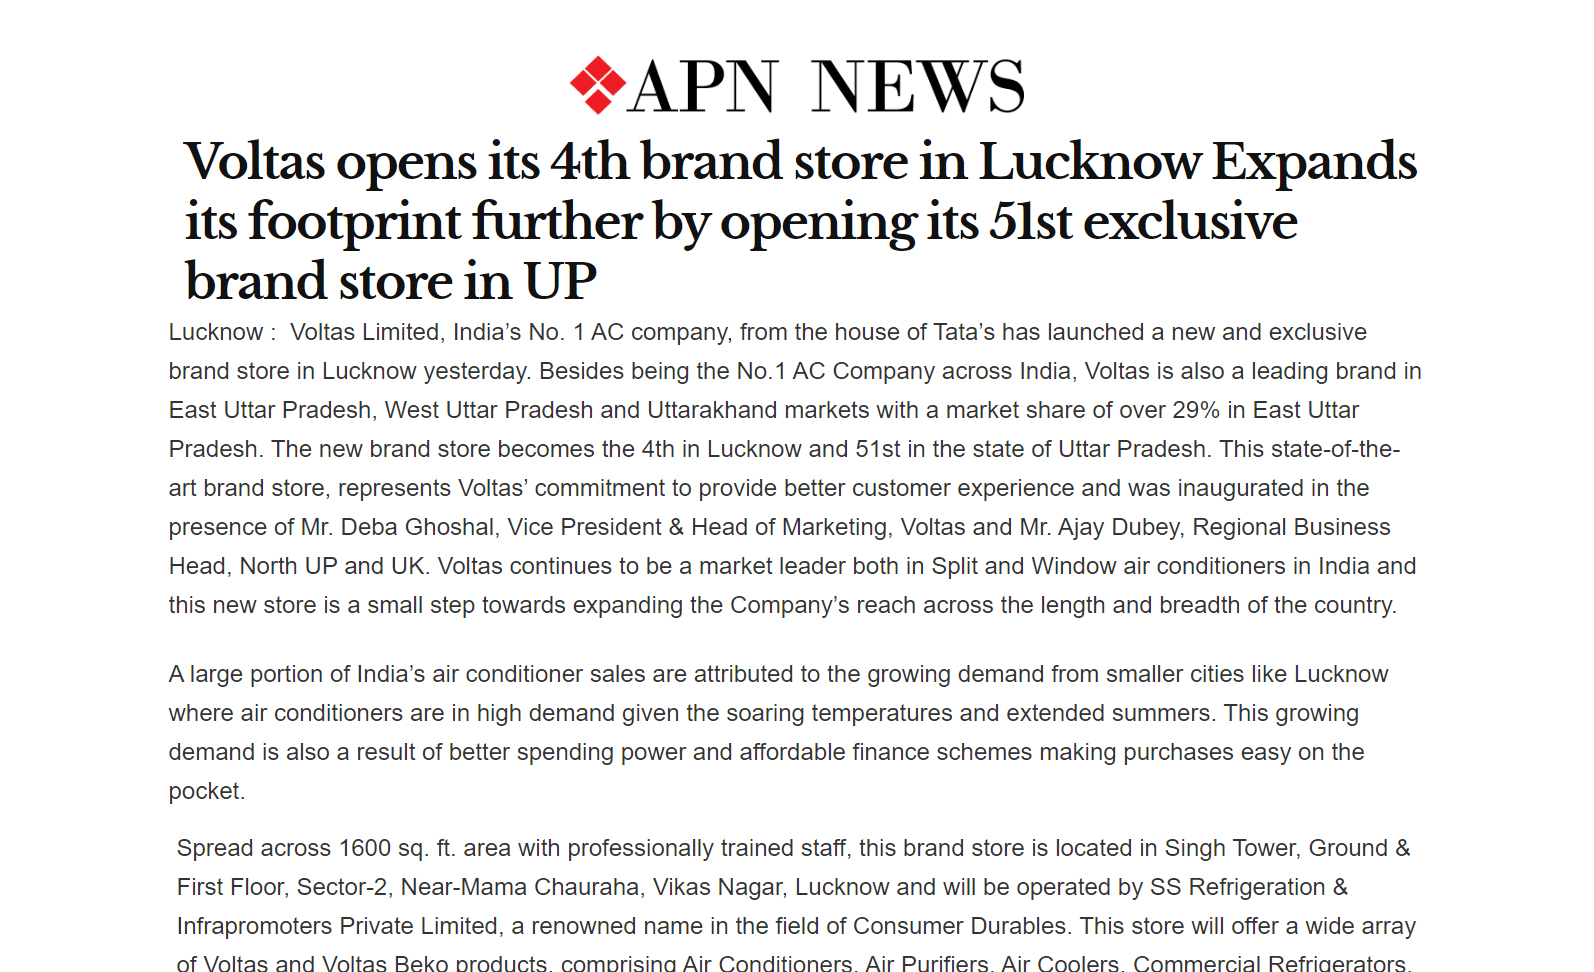 APN NEWS
Voltas opens its 4th brand store in Lucknow Expands
its footprint further by opening its 51st exclusive
brand store in UP
Lucknow :  Voltas Limited, India’s No. 1 AC company, from the house of Tata’s has launched a new and exclusive
brand store in Lucknow yesterday. Besides being the No.1 AC Company across India, Voltas is also a leading brand in
East Uttar Pradesh, West Uttar Pradesh and Uttarakhand markets with a market share of over 29% in East Uttar
Pradesh. The new brand store becomes the 4th in Lucknow and 51st in the state of Uttar Pradesh. This state-of-the-
art brand store, represents Voltas’ commitment to provide better customer experience and was inaugurated in the
presence of Mr. Deba Ghoshal, Vice President & Head of Marketing, Voltas and Mr. Ajay Dubey, Regional Business
Head, North UP and UK. Voltas continues to be a market leader both in Split and Window air conditioners in India and
this new store is a small step towards expanding the Company’s reach across the length and breadth of the country.
A large portion of India’s air conditioner sales are attributed to the growing demand from smaller cities like Lucknow
where air conditioners are in high demand given the soaring temperatures and extended summers. This growing
demand is also a result of better spending power and affordable finance schemes making purchases easy on the
pocket.
Spread across 1600 sq. ft. area with professionally trained staff, this brand store is located in Singh Tower, Ground &
First Floor, Sector-2, Near-Mama Chauraha, Vikas Nagar, Lucknow and will be operated by SS Refrigeration &
Infrapromoters Private Limited, a renowned name in the field of Consumer Durables. This store will offer a wide array
of Voltas and Voltas Beko products, comprising Air Conditioners, Air Purifiers, Air Coolers, Commercial Refrigerators,